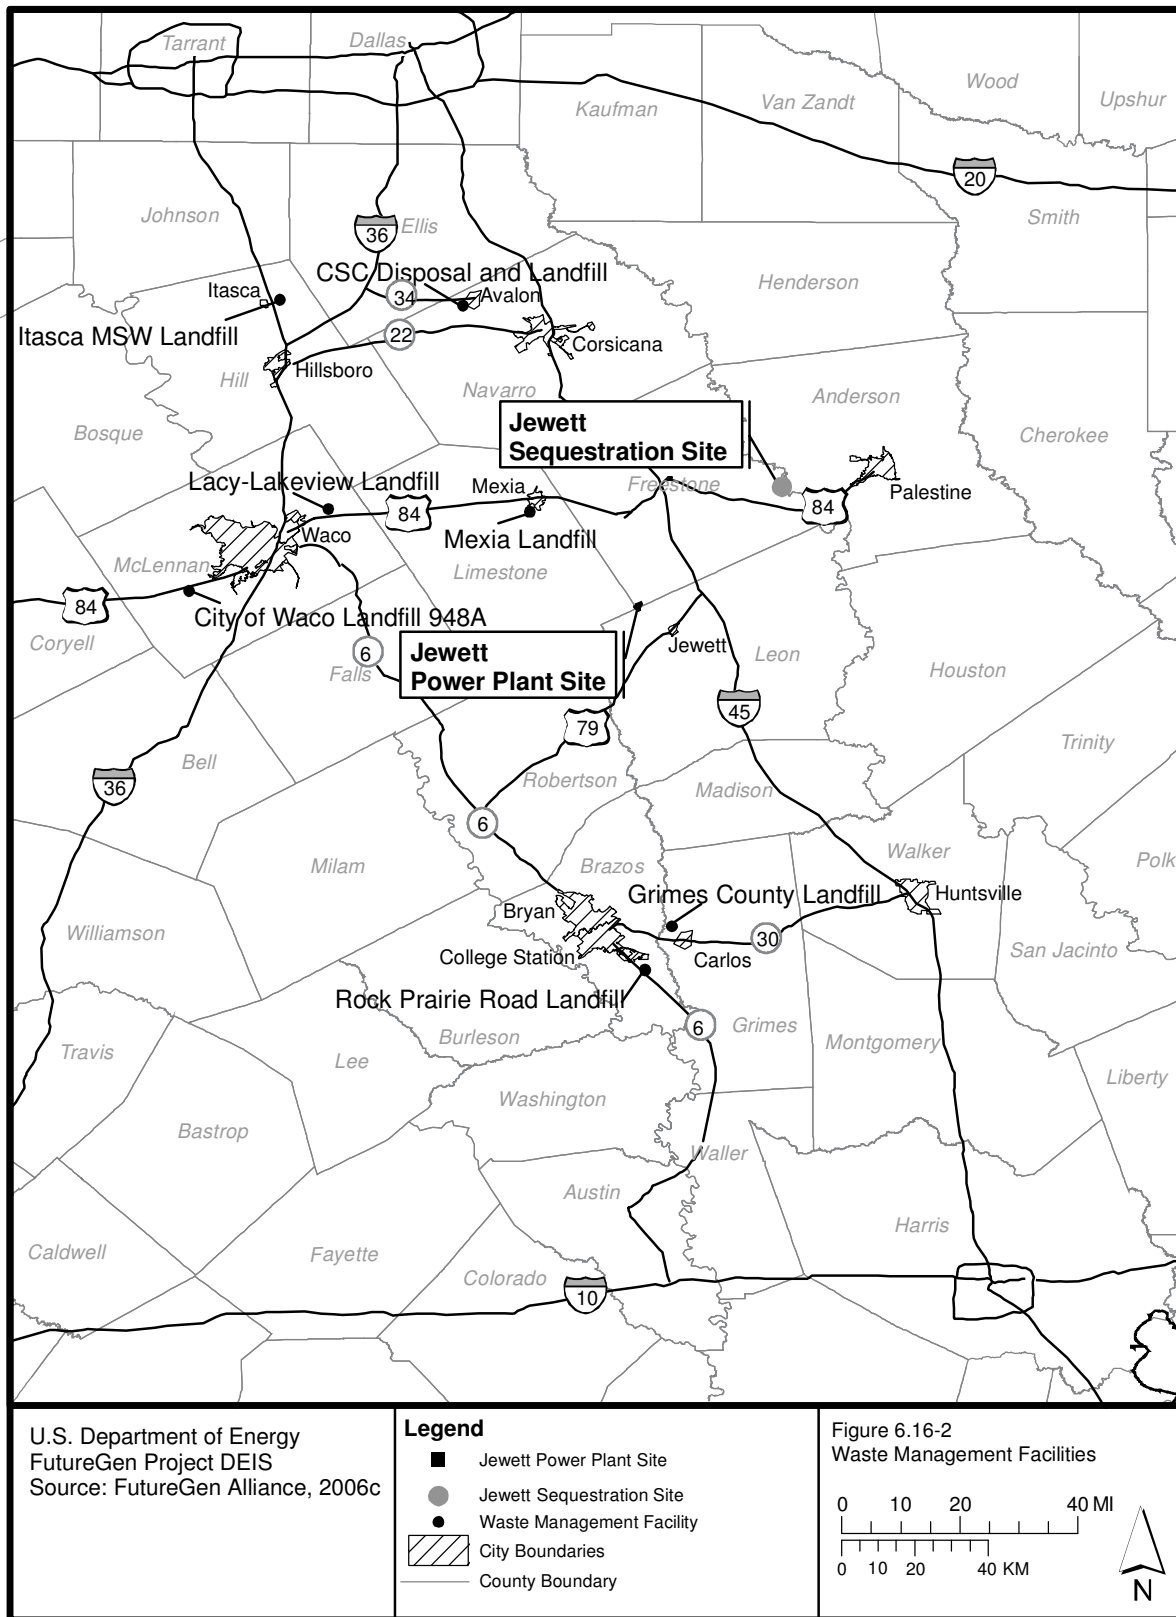 Tarrant
Dallas
Kaufman
Van Zandt
Wood
Upshur
20
Johnson
36
Ellis
Smith
CSC Disposal and Landfill
Henderson
Itasca
34
Avalon
Itasca MSW Landfill
22
Corsicana
Hill
Hillsboro
Navarro
Anderson
Bosque
Jewett
Sequestration Site
Cherokee
Lacy-Lakeview Landfill
Mexia
Freestone
Palestine
84
84
Waco
Mexia Landfill
McLennan
Limestone
84
City of Waco Landfill 948A
Coryell
6
Jewett
Power Plant Site
Jewett
Leon
Houston
Falls
45
79
Trinity
Bell
36
Robertson
Madison
6
Milam
Brazos
Walker
Polk
Grimes County Landfill
Huntsville
Bryan
Williamson
30
San Jacinto
College Station
Carlos
Rock Prairie Road Landfill
6
Grimes
Burleson
Montgomery
Travis
Lee
Liberty
Washington
Bastrop
Waller
Austin
Harris
Caldwell
Fayette
Colorado
10
U.S. Department of Energy
FutureGen Project DEIS
Source: FutureGen Alliance, 2006c
Legend
Jewett Power Plant Site
Jewett Sequestration Site
Waste Management Facility
City Boundaries
County Boundary
Figure 6.16-2
Waste Management Facilities
0 10 20 40 MI
0 10 20 40 KM
N